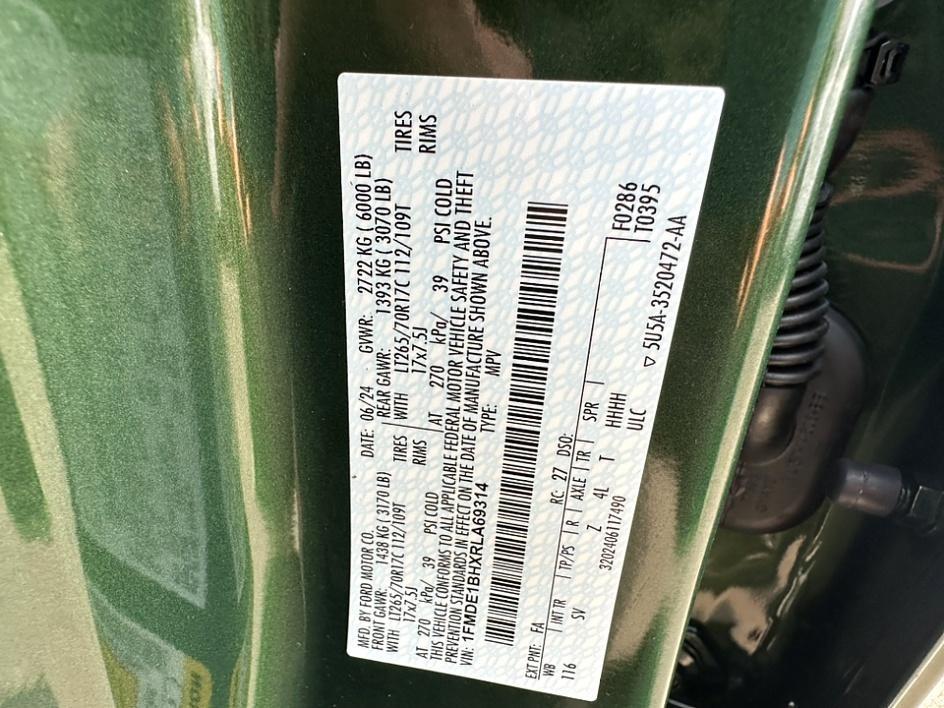 MFD BY FORD MOTOR CO.
DATE: 06/24 GVWR: 2722 KG ( 6000 LB)
FRONT GAWR: 1438 KG ( 3170 LB)
REAR GAWR: 1393 KG ( 3070 LB)
WITH LT265/70R17C 112/109T TIRES
WITH LT265/70R17C 112/109T TIRES
17x7.5J RIMS
17x7.5J RIMS
AT 270 kPa/ 39 PSI COLD
AT 270 kPa/ 39 PSI COLD
THIS VEHICLE CONFORMS TO ALL APPLICABLE FEDERAL MOTOR VEHICLE SAFETY AND THEFT
PREVENTION STANDARDS IN EFFECT ON THE DATE OF MANUFACTURE SHOWN ABOVE.
VIN: 1FMDE1BHXRLA69314 TYPE: MPV
EXT PNT: FA RC: 27 DSO: F0286
WB INT TR TP/PS R AXLE TR SPR T0395
116 SV Z 4L T HHHH
3202406117490 ULC
▽ 5U5A-3520472-AA